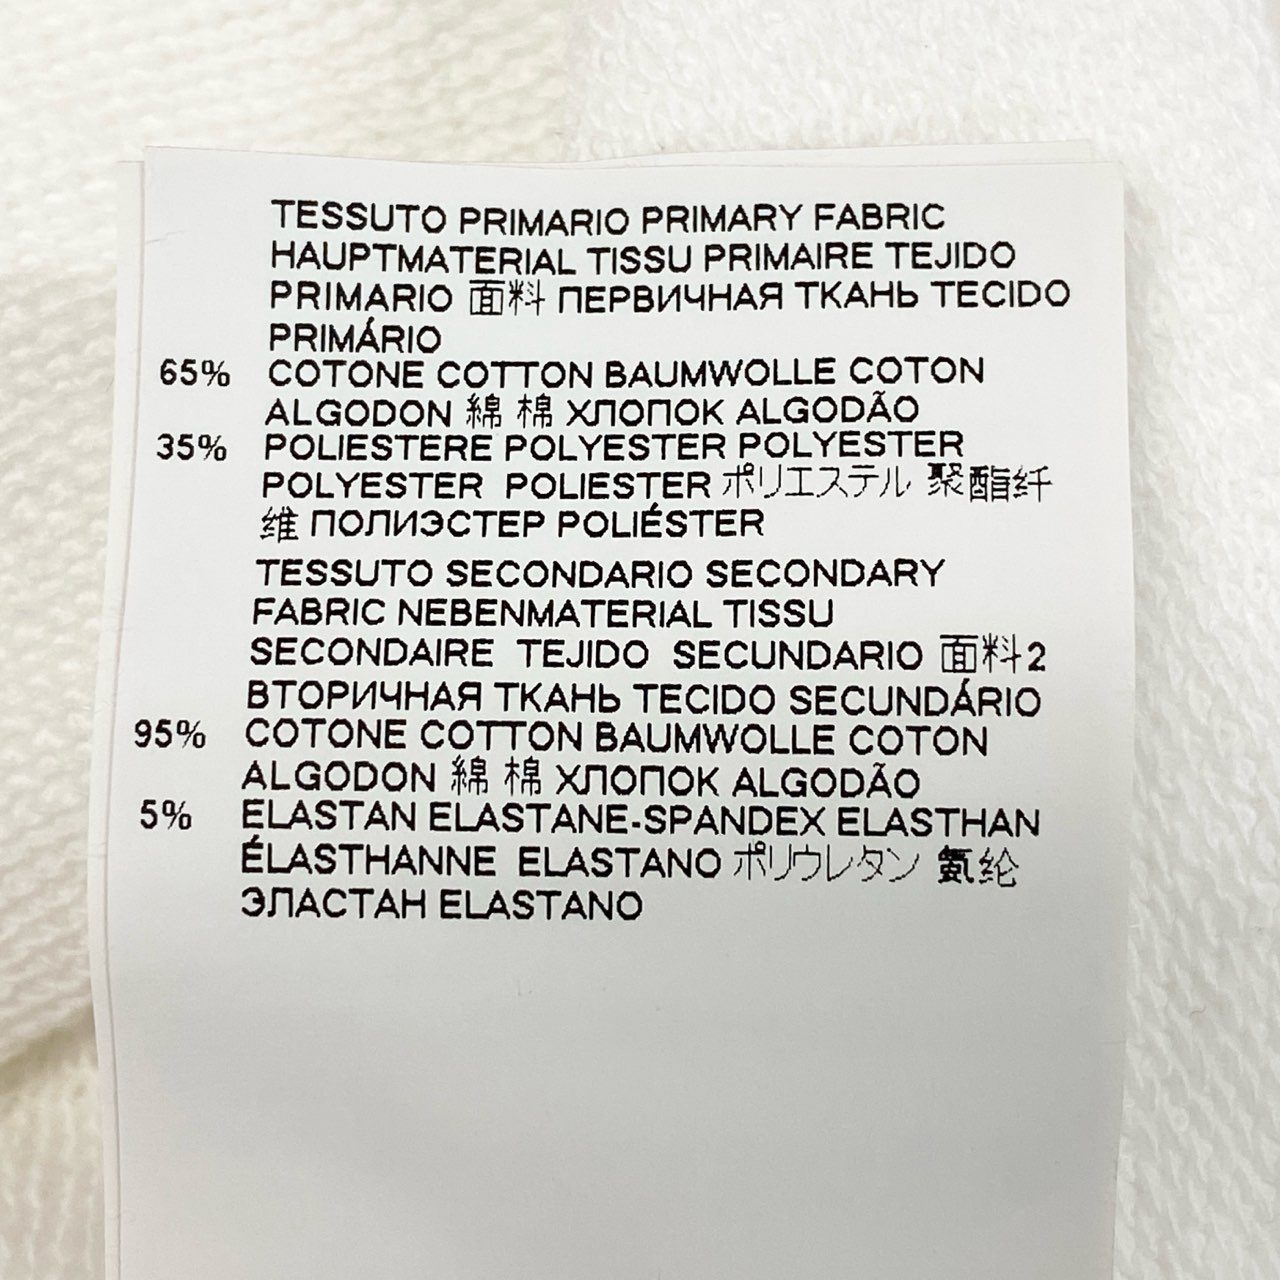 TESSUTO PRIMARIO PRIMARY FABRIC
HAUPTMATERIAL TISSU PRIMAIRE TEJIDO
PRIMARIO 面料 ПЕРВИЧНАЯ ТКАНЬ TECIDO
PRIMÁRIO
65% COTONE COTTON BAUMWOLLE COTON
ALGODON 綿 棉 ХЛОПОК ALGODÃO
35% POLIESTERE POLYESTER POLYESTER
POLYESTER POLIESTER ポリエステル 聚酯纤
维 ПОЛИЭСТЕР POLIÉSTER
TESSUTO SECONDARIO SECONDARY
FABRIC NEBENMATERIAL TISSU
SECONDAIRE TEJIDO SECUNDARIO 面料2
ВТОРИЧНАЯ ТКАНЬ TECIDO SECUNDÁRIO
95% COTONE COTTON BAUMWOLLE COTON
ALGODON 綿 棉 ХЛОПОК ALGODÃO
5% ELASTAN ELASTANE-SPANDEX ELASTHAN
ÉLASTHANNE ELASTANO ポリウレタン 氨纶
ЭЛАСТАН ELASTANO